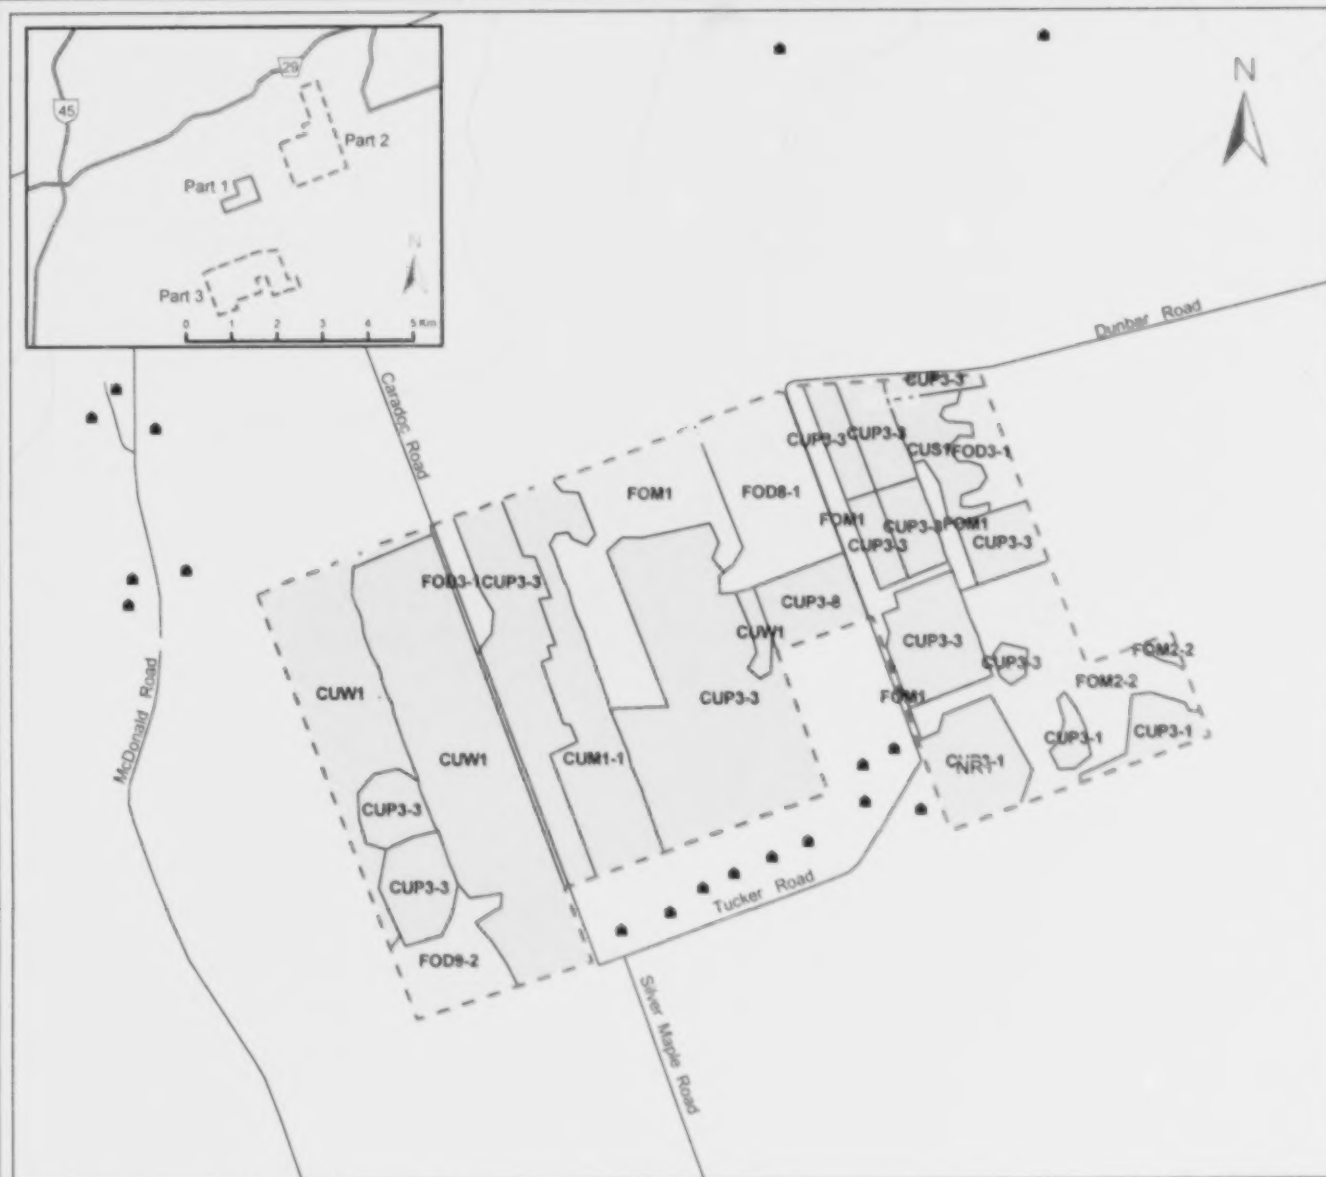 29
45
Part 2
Part 1
N
Part 3
0 1 2 3 4 5 Km
N
Dunbar Road
Caradoc Road
McDonald Road
CUP3-3
CUP3-3
CUP3-3
CUS1
FOD3-1
FOM1
FOD8-1
FOM1
CUP3-3
FOM1
CUP3-3
CUP3-3
FOD3-1
CUP3-3
CUP3-8
CUW1
CUP3-3
CUP3-3
FOM2-2
CUW1
CUP3-3
FOM1
FOM2-2
CUP3-1
CUP3-1
CUW1
CUM1-1
CUP3-1
NR1
CUP3-3
CUP3-3
Tucker Road
FOD9-2
Silver Maple Road